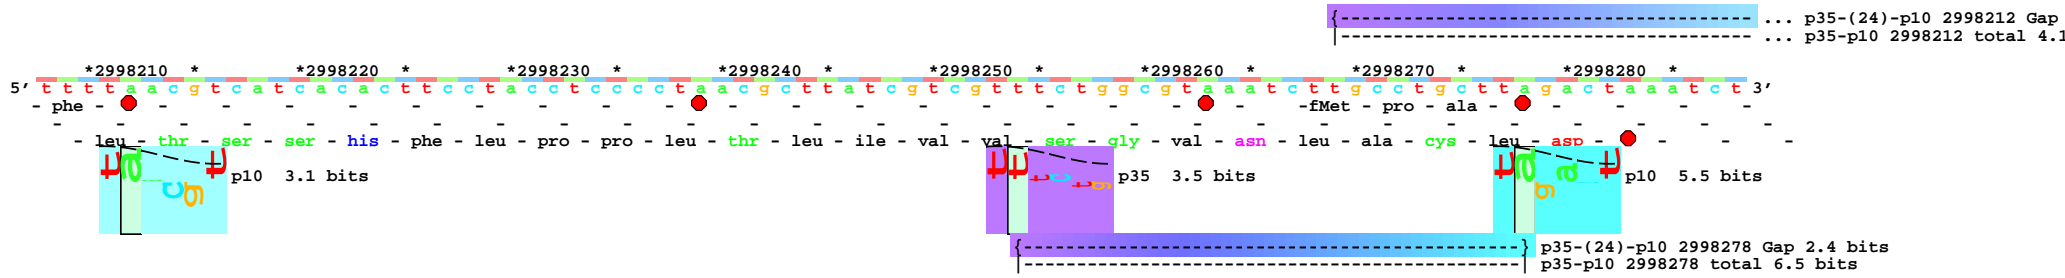 {--------------------------------------- ... p35-(24)-p10 2998212 Gap
|--------------------------------------- ... p35-p10 2998212 total 4.1
*2998210 * *2998220 * *2998230 * *2998240 * *2998250 * *2998260 * *2998270 * *2998280 *
5' t t t t a a c g t c a t c a c a c t t c c t a c c t c c c c t a a c g c t t a t c g t c g t t t c t g g c g t a a a t c t t g c c t g c t t a g a c t a a a t c t 3'
- phe - - - - - - - - - - - - - - - - - - -fMet - pro - ala - - - - -
- - - - - - - - - - - - - - - - - - - - - - - - - - - -
- leu - thr - ser - ser - his - phe - leu - pro - pro - leu - thr - leu - ile - val - val - ser - gly - val - asn - leu - ala - cys - leu - asp - - - -
p10 3.1 bits
p35 3.5 bits
p10 5.5 bits
{-----------------------------------------------} p35-(24)-p10 2998278 Gap 2.4 bits
|-----------------------------------------------| p35-p10 2998278 total 6.5 bits